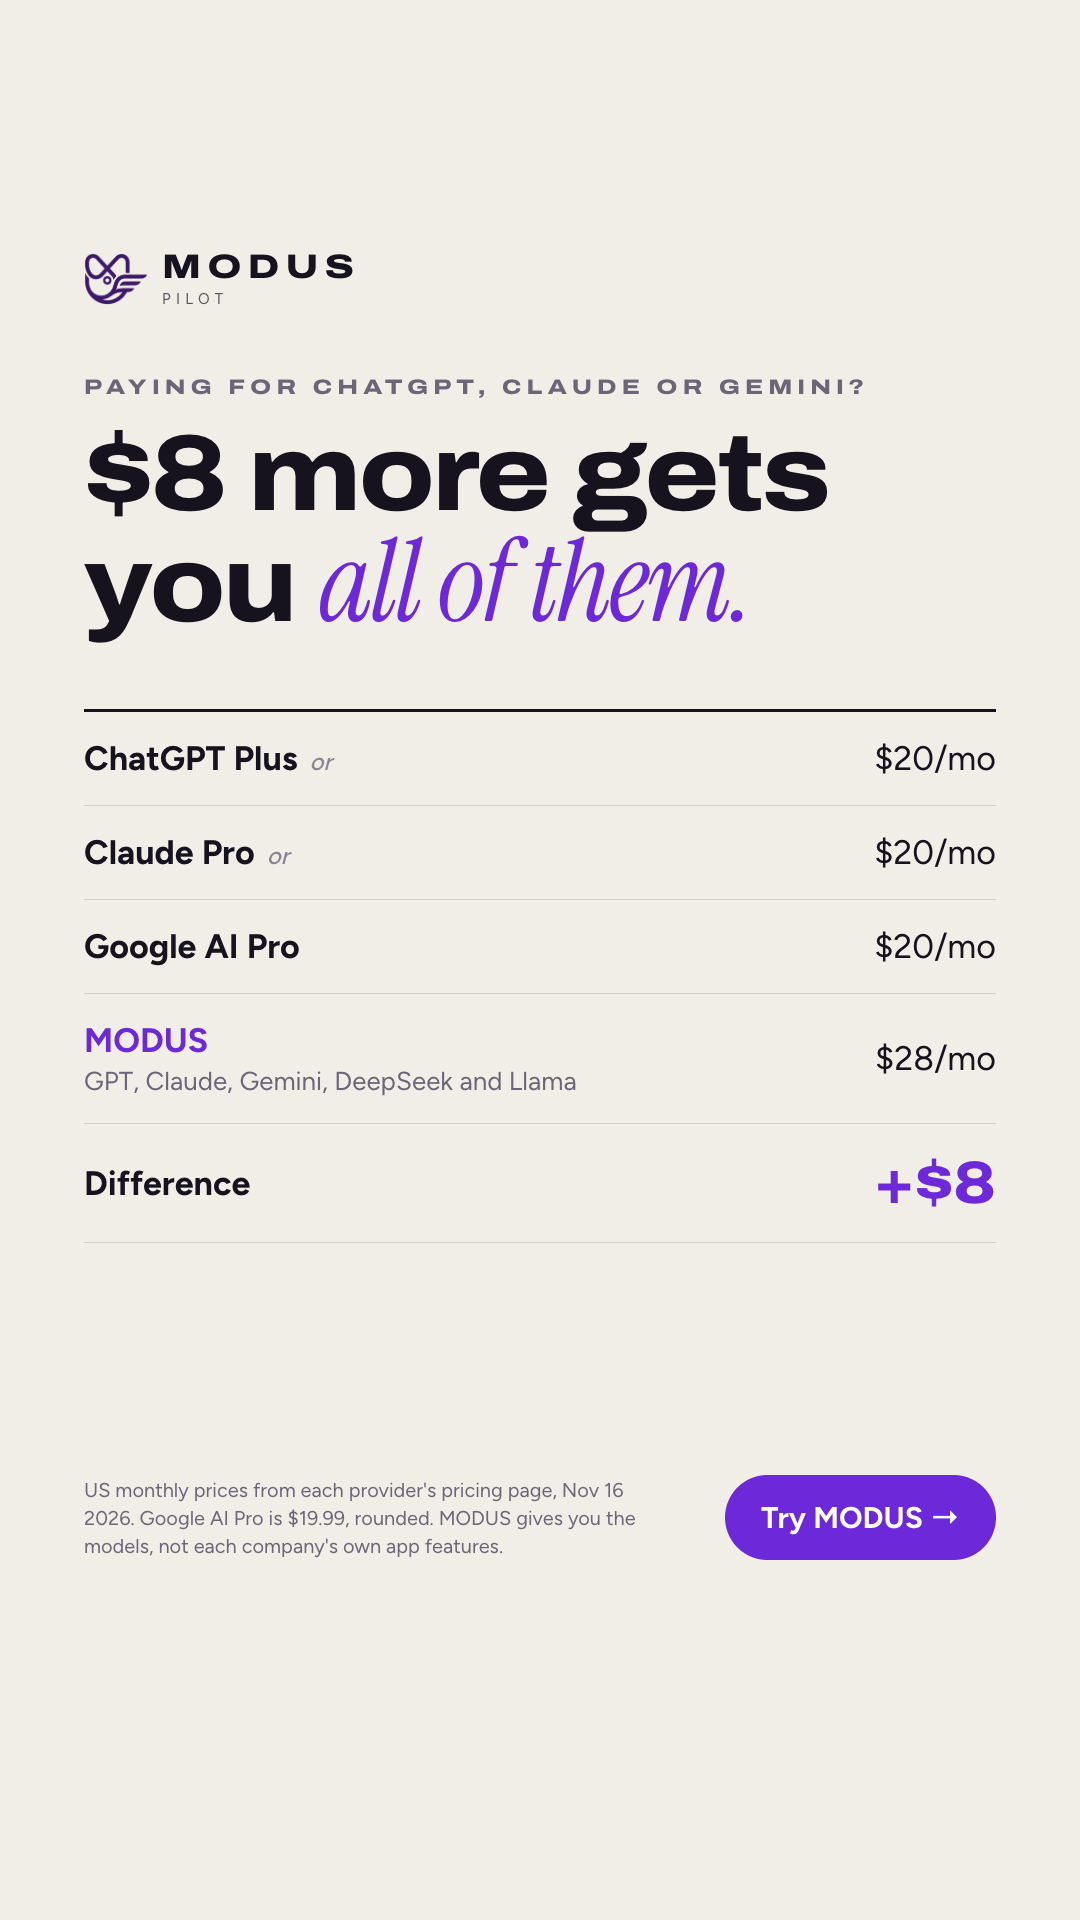 MODUS
PILOT
PAYING FOR CHATGPT, CLAUDE OR GEMINI?
$8 more gets
you all of them.
ChatGPT Plus or $20/mo
Claude Pro or $20/mo
Google AI Pro $20/mo
MODUS
GPT, Claude, Gemini, DeepSeek and Llama
$28/mo
Difference +$8
US monthly prices from each provider's pricing page, Nov 16
2026. Google AI Pro is $19.99, rounded. MODUS gives you the
models, not each company's own app features.
Try MODUS →